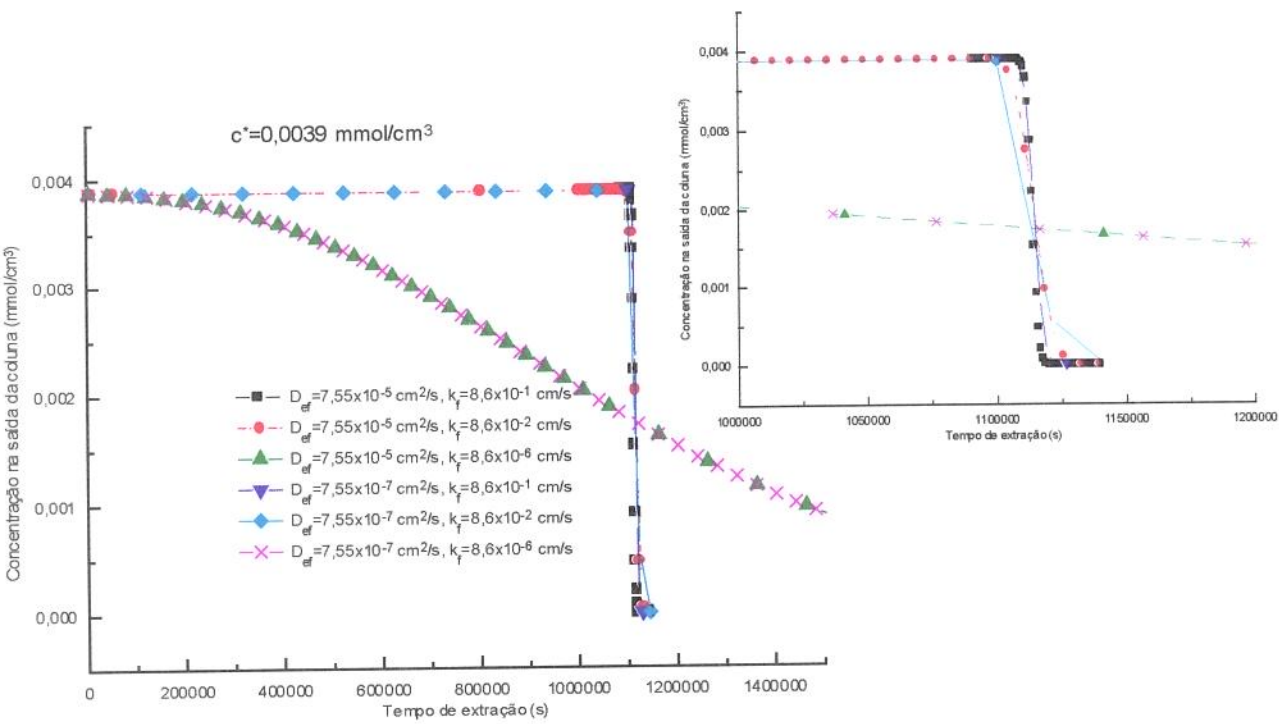 c*=0,0039 mmol/cm³
Concentração na saída da coluna (mmol/cm³)
0,004
0,003
0,002
0,001
0,000
D_ef=7,55x10⁻⁵ cm²/s, k_f=8,6x10⁻¹ cm/s
D_ef=7,55x10⁻⁵ cm²/s, k_f=8,6x10⁻² cm/s
D_ef=7,55x10⁻⁵ cm²/s, k_f=8,6x10⁻⁶ cm/s
D_ef=7,55x10⁻⁷ cm²/s, k_f=8,6x10⁻¹ cm/s
D_ef=7,55x10⁻⁷ cm²/s, k_f=8,6x10⁻² cm/s
D_ef=7,55x10⁻⁷ cm²/s, k_f=8,6x10⁻⁶ cm/s
0 200000 400000 600000 800000 1000000 1200000 1400000
Tempo de extração (s)
Concentração na saída da coluna (mmol/cm³)
0,004
0,003
0,002
0,001
0,000
1000000 1050000 1100000 1150000 1200000
Tempo de extração (s)